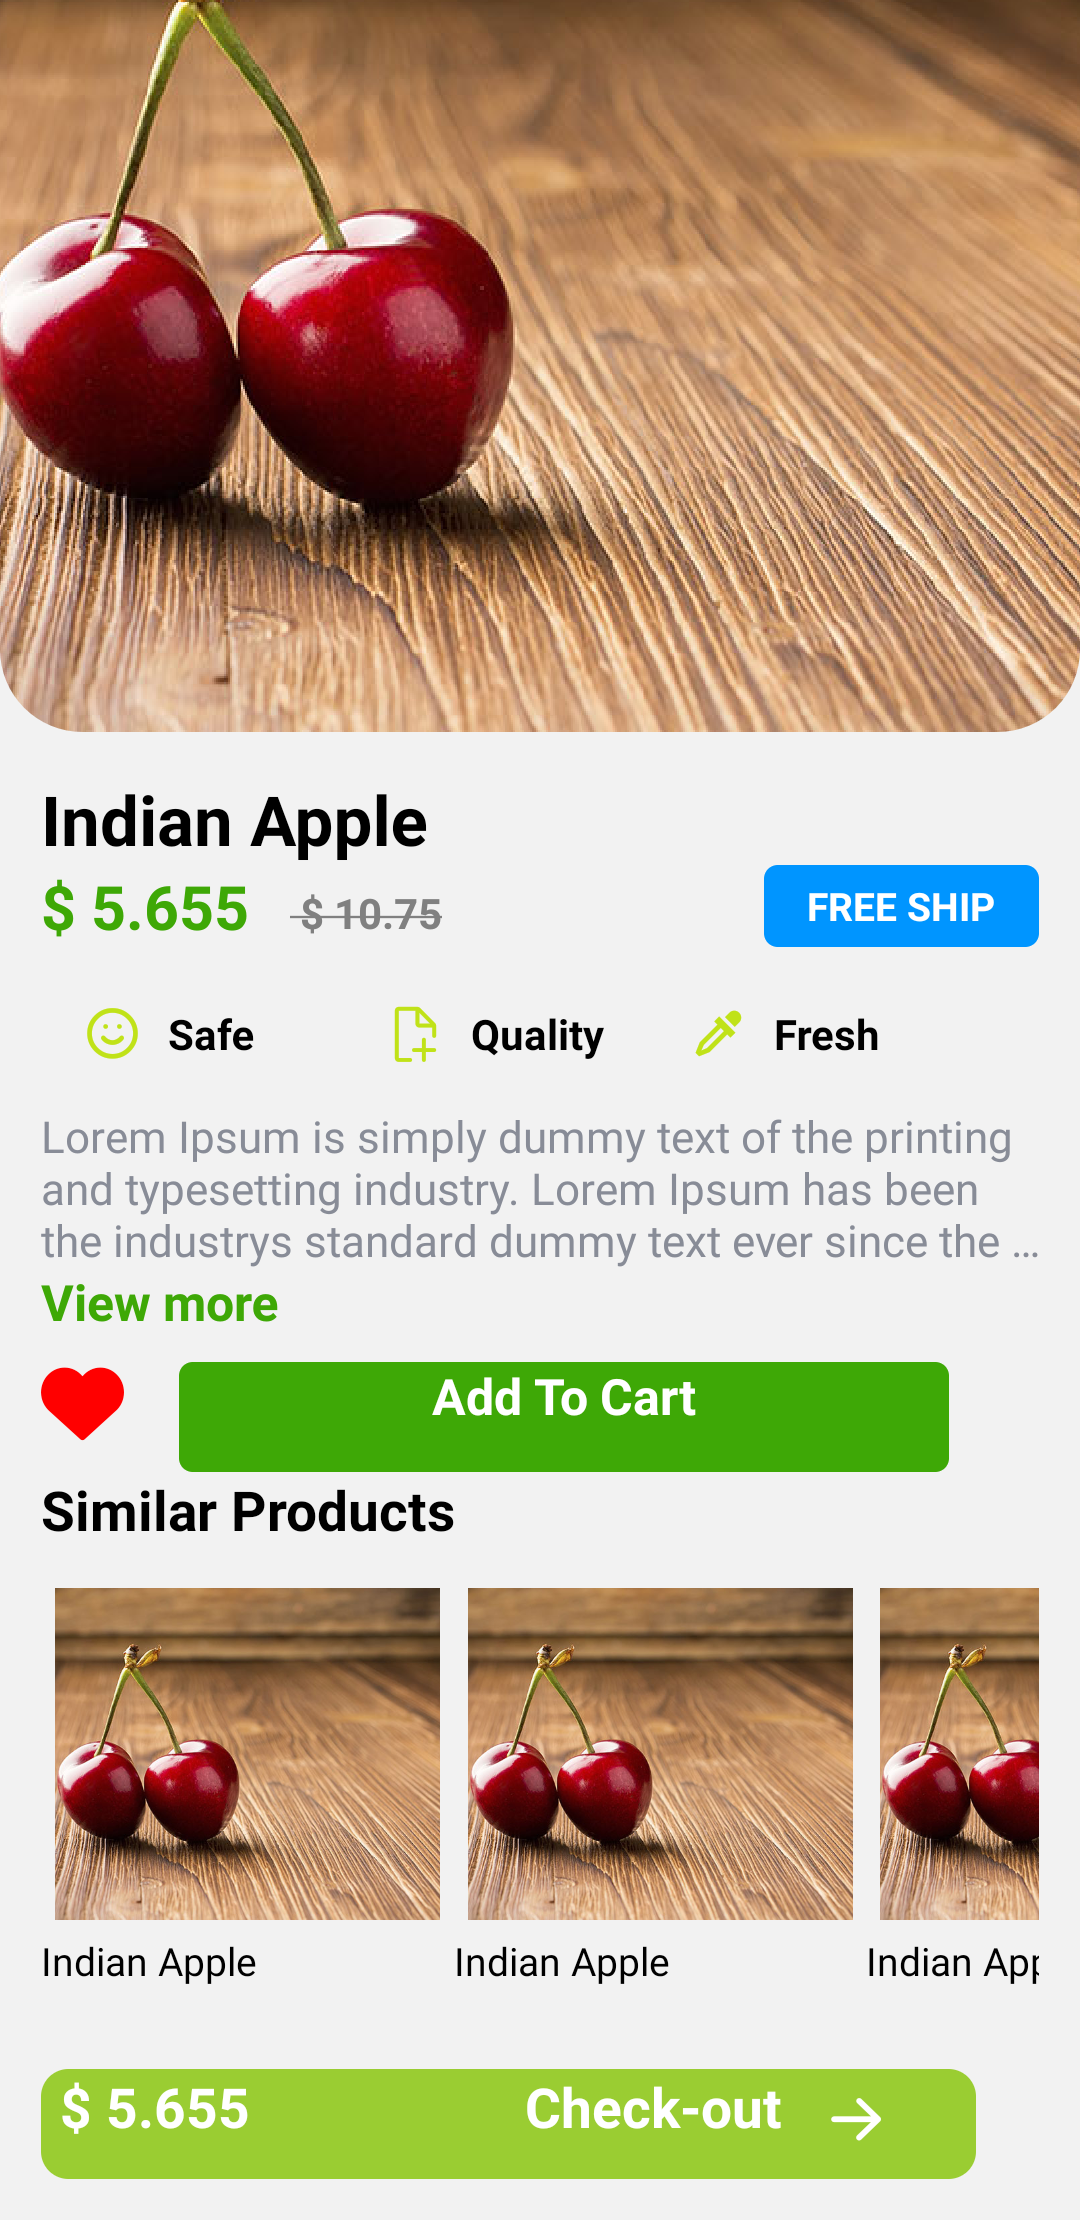 Indian Apple
$ 5.655 $ 10.75 FREE SHIP
Safe Quality Fresh
Lorem Ipsum is simply dummy text of the printing
and typesetting industry. Lorem Ipsum has been
the industrys standard dummy text ever since the ...
View more
Add To Cart
Similar Products
Indian Apple Indian Apple Indian App
$ 5.655 Check-out